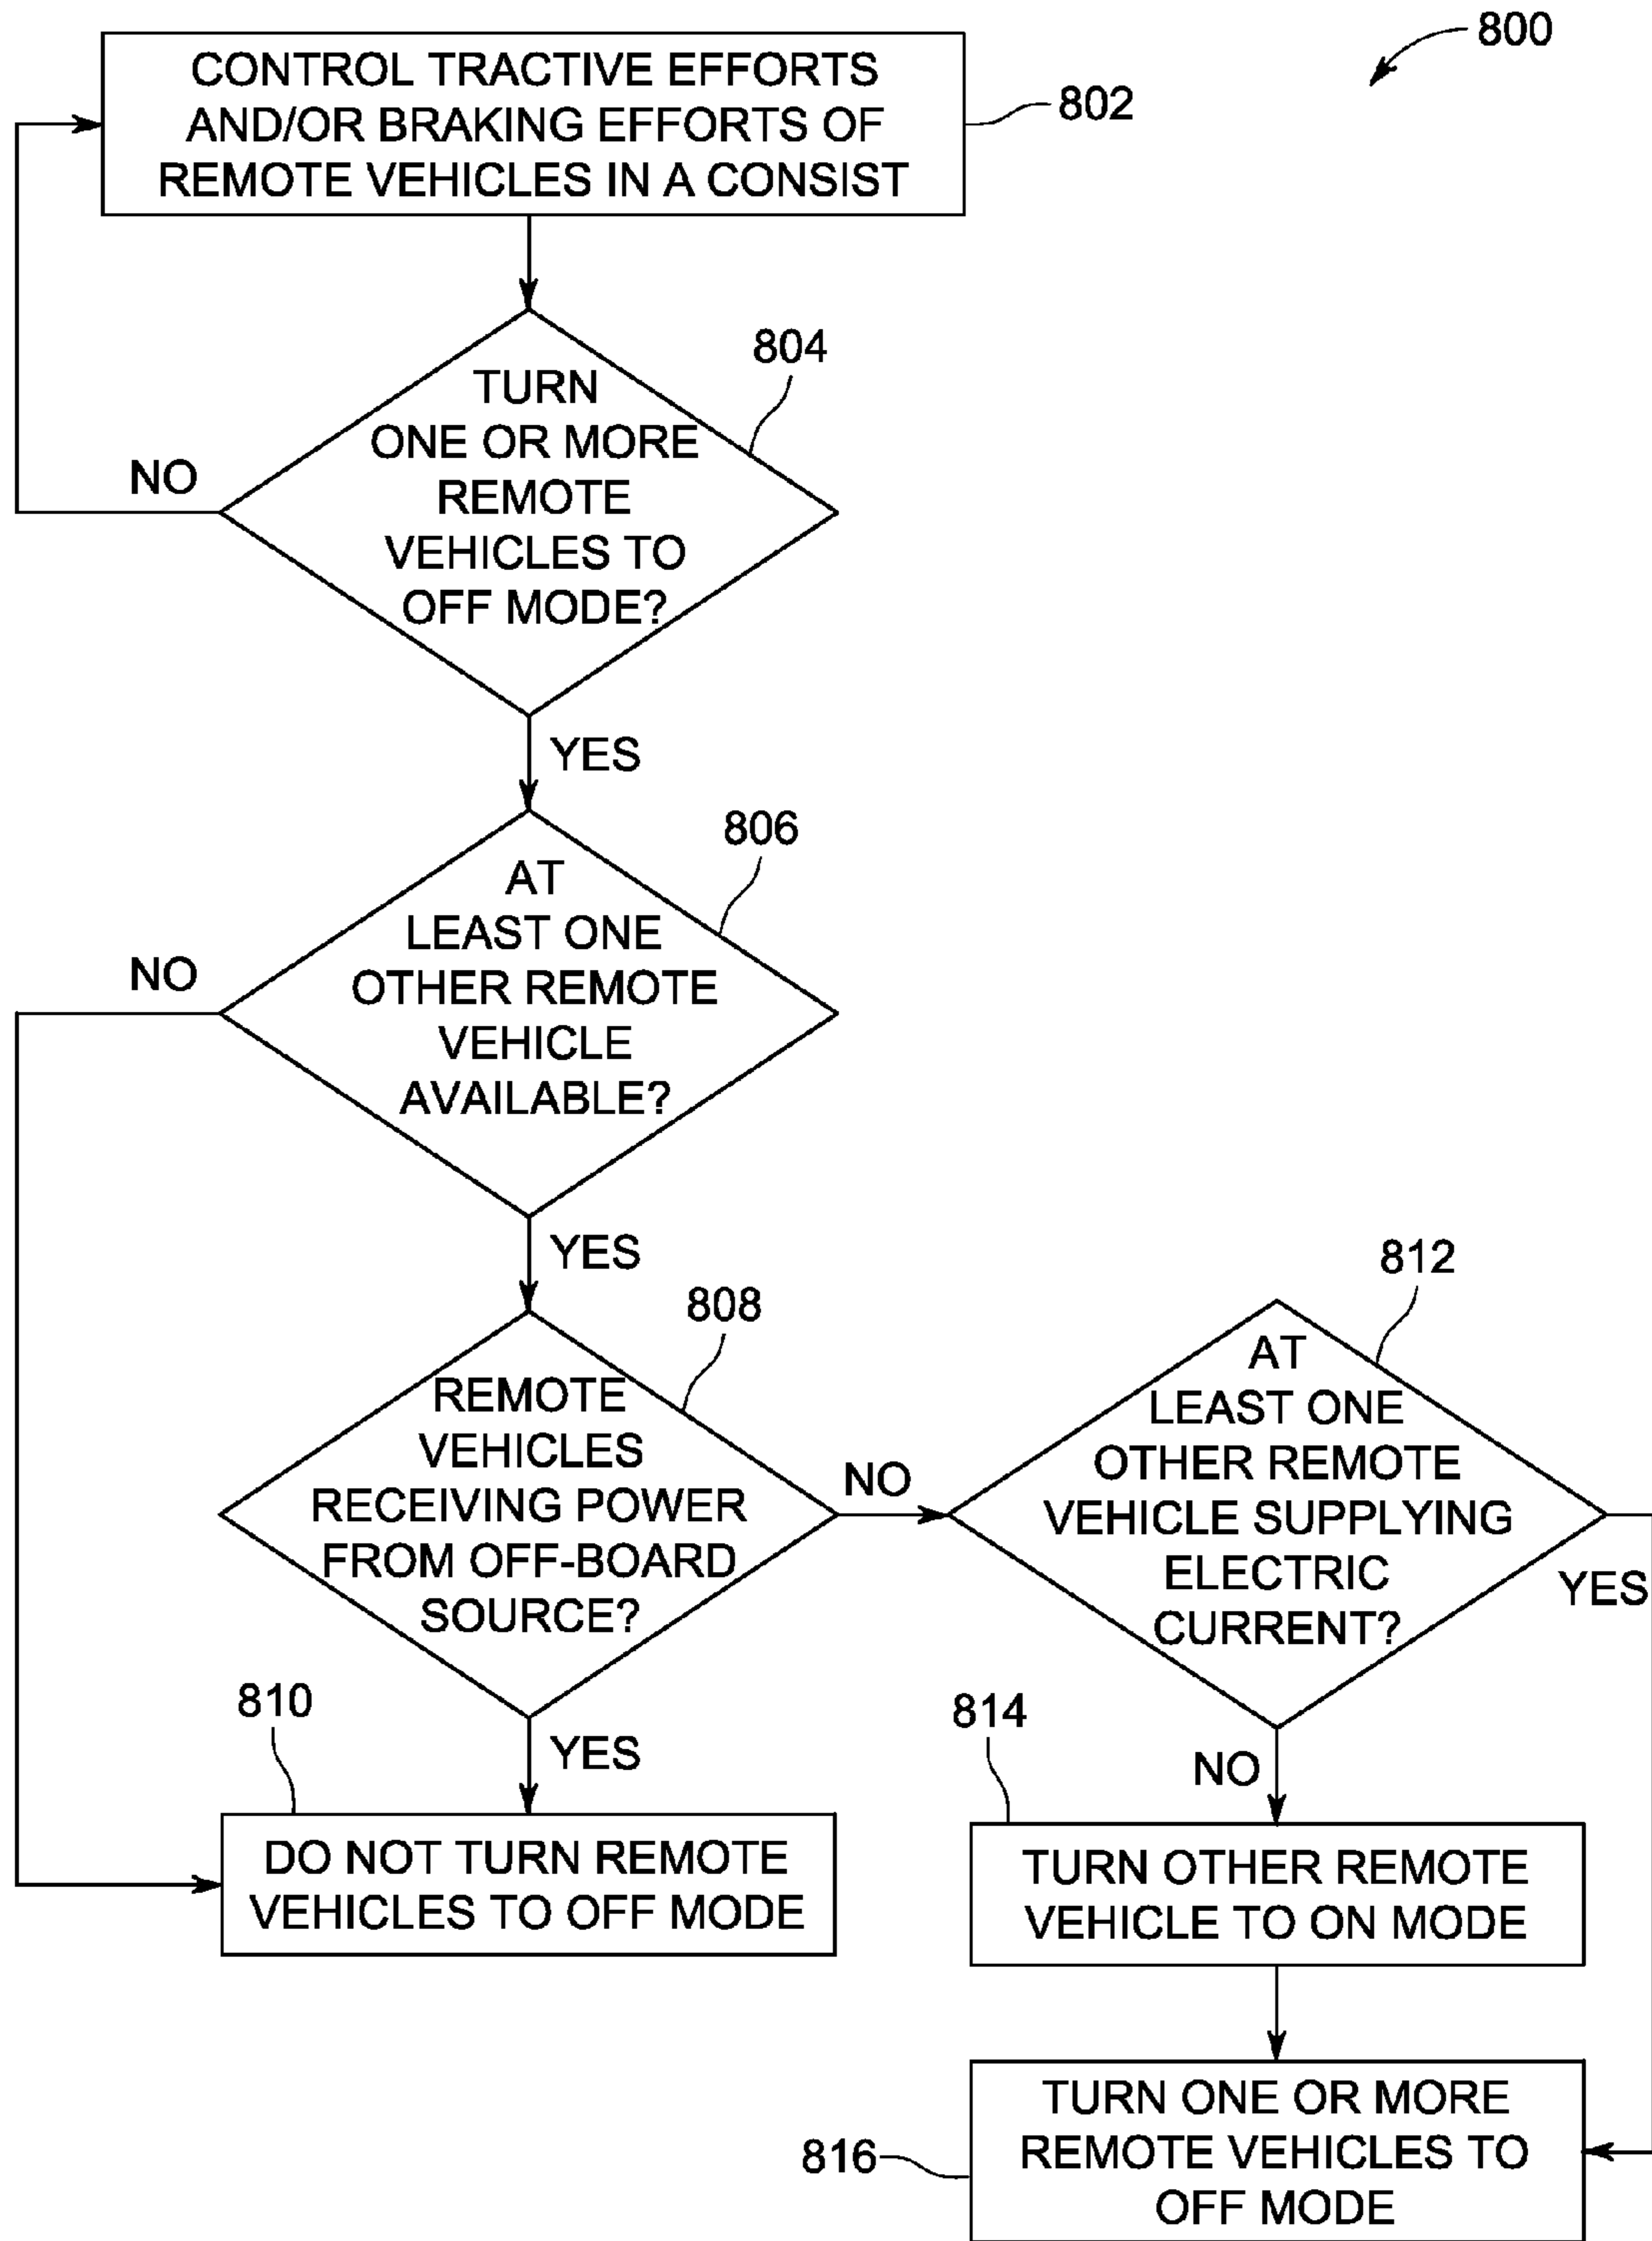 800
CONTROL TRACTIVE EFFORTS
AND/OR BRAKING EFFORTS OF
REMOTE VEHICLES IN A CONSIST
802
804
TURN
ONE OR MORE
REMOTE
VEHICLES TO
OFF MODE?
NO
YES
806
AT
LEAST ONE
OTHER REMOTE
VEHICLE
AVAILABLE?
NO
YES
808
REMOTE
VEHICLES
RECEIVING POWER
FROM OFF-BOARD
SOURCE?
NO
YES
812
AT
LEAST ONE
OTHER REMOTE
VEHICLE SUPPLYING
ELECTRIC
CURRENT?
YES
NO
810
DO NOT TURN REMOTE
VEHICLES TO OFF MODE
814
TURN OTHER REMOTE
VEHICLE TO ON MODE
816
TURN ONE OR MORE
REMOTE VEHICLES TO
OFF MODE